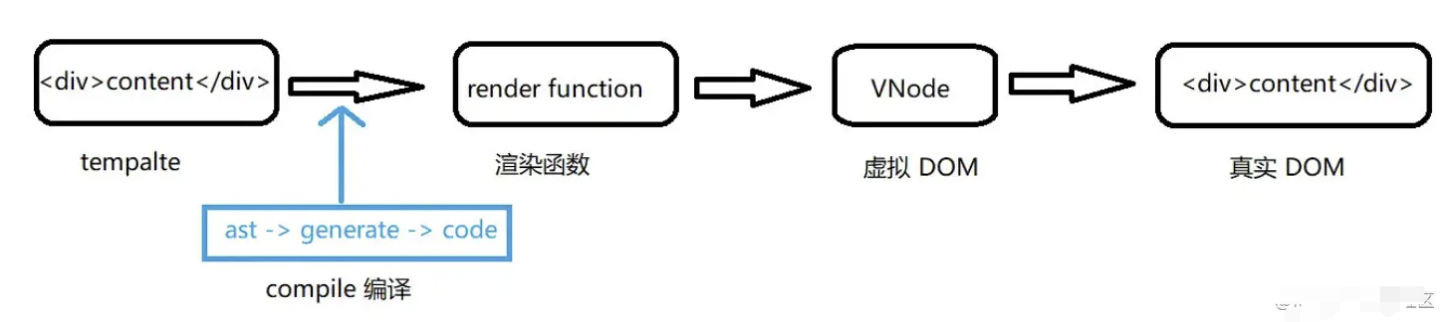 <div>content</div>
render function
VNode
<div>content</div>
tempalte
渲染函数
虚拟 DOM
真实 DOM
ast -> generate -> code
compile 编译